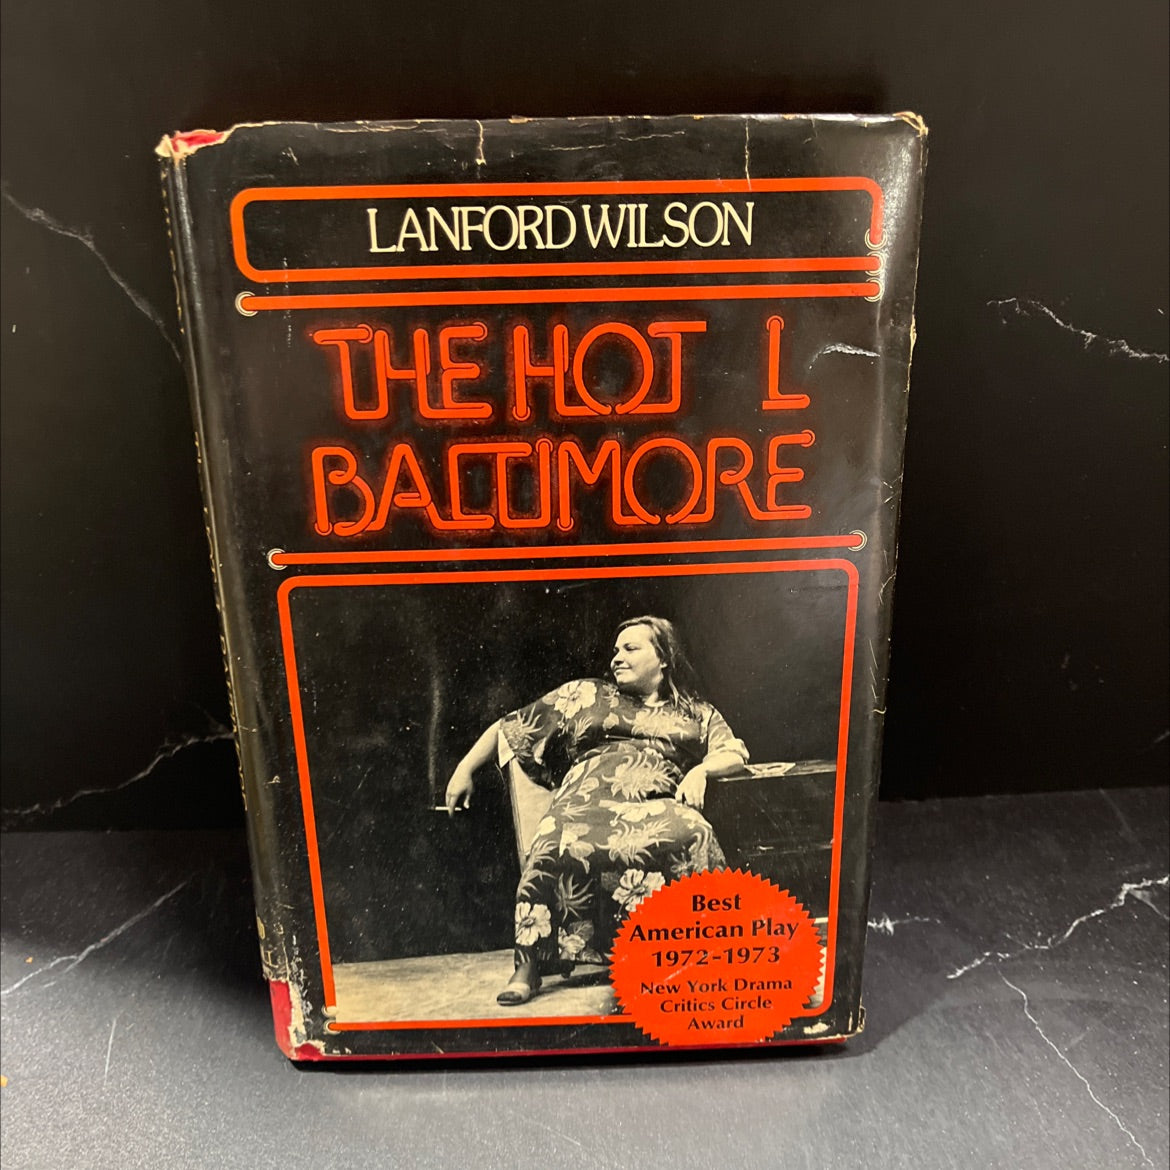 LANFORD WILSON
THE HOT L
BALTIMORE
Best
American Play
1972-1973
New York Drama
Critics Circle
Award